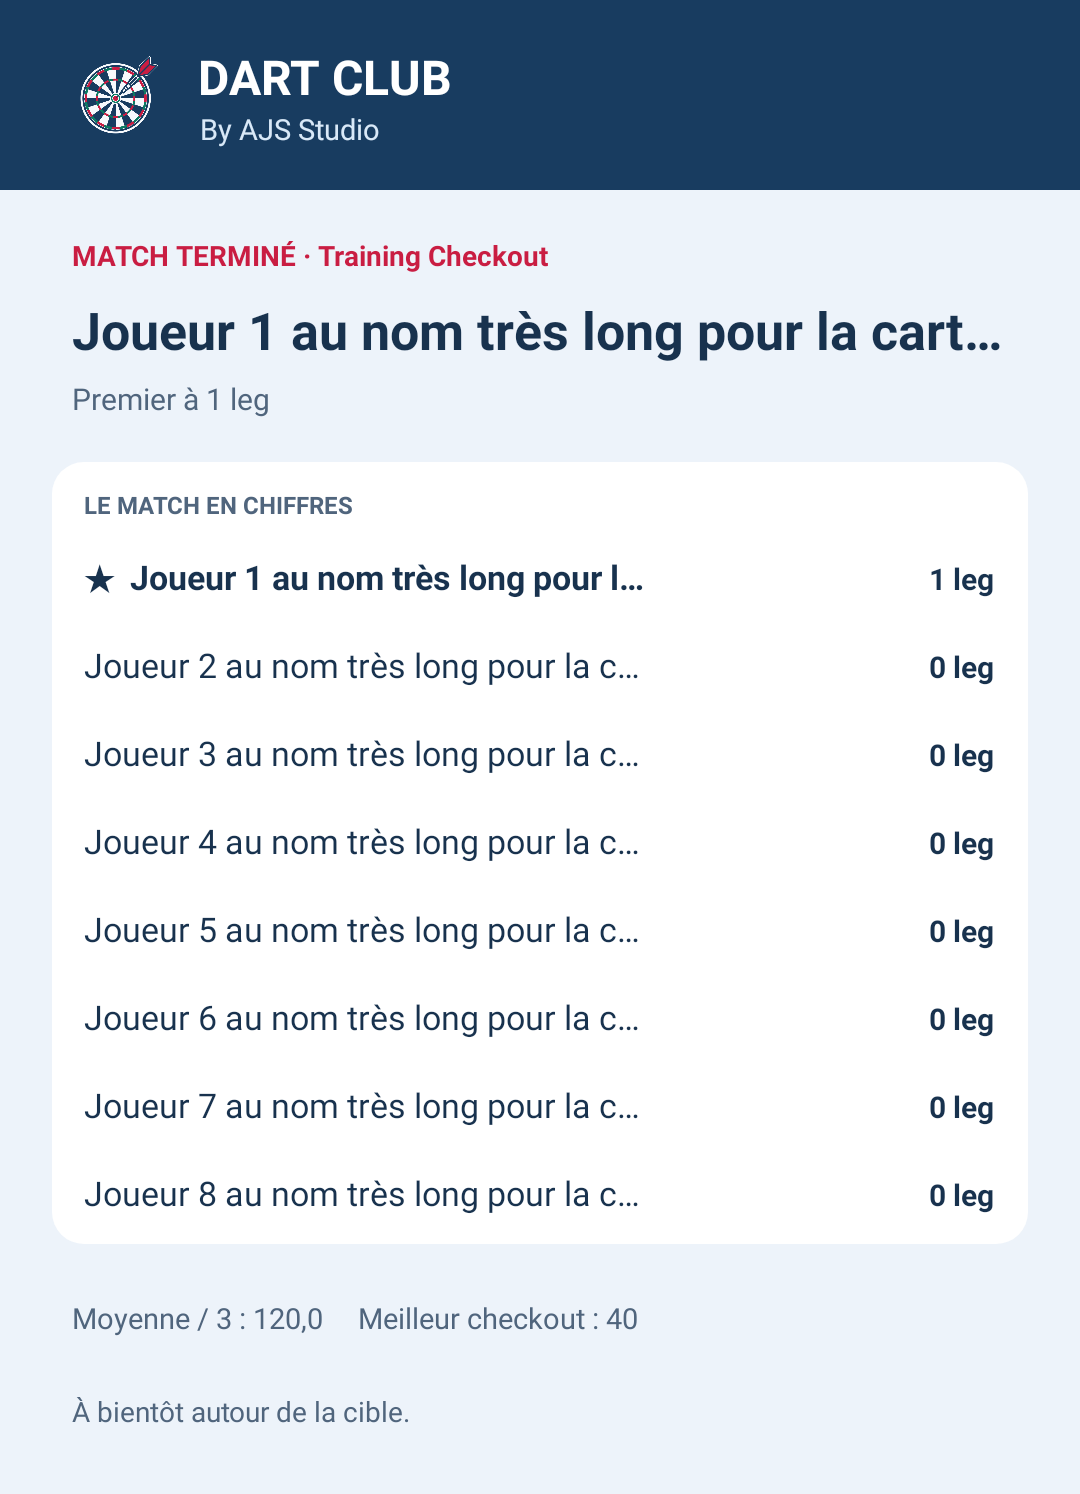 DART CLUB
By AJS Studio
MATCH TERMINÉ · Training Checkout
Joueur 1 au nom très long pour la cart...
Premier à 1 leg
LE MATCH EN CHIFFRES
★ Joueur 1 au nom très long pour l... 1 leg
Joueur 2 au nom très long pour la c... 0 leg
Joueur 3 au nom très long pour la c... 0 leg
Joueur 4 au nom très long pour la c... 0 leg
Joueur 5 au nom très long pour la c... 0 leg
Joueur 6 au nom très long pour la c... 0 leg
Joueur 7 au nom très long pour la c... 0 leg
Joueur 8 au nom très long pour la c... 0 leg
Moyenne / 3 : 120,0 Meilleur checkout : 40
À bientôt autour de la cible.